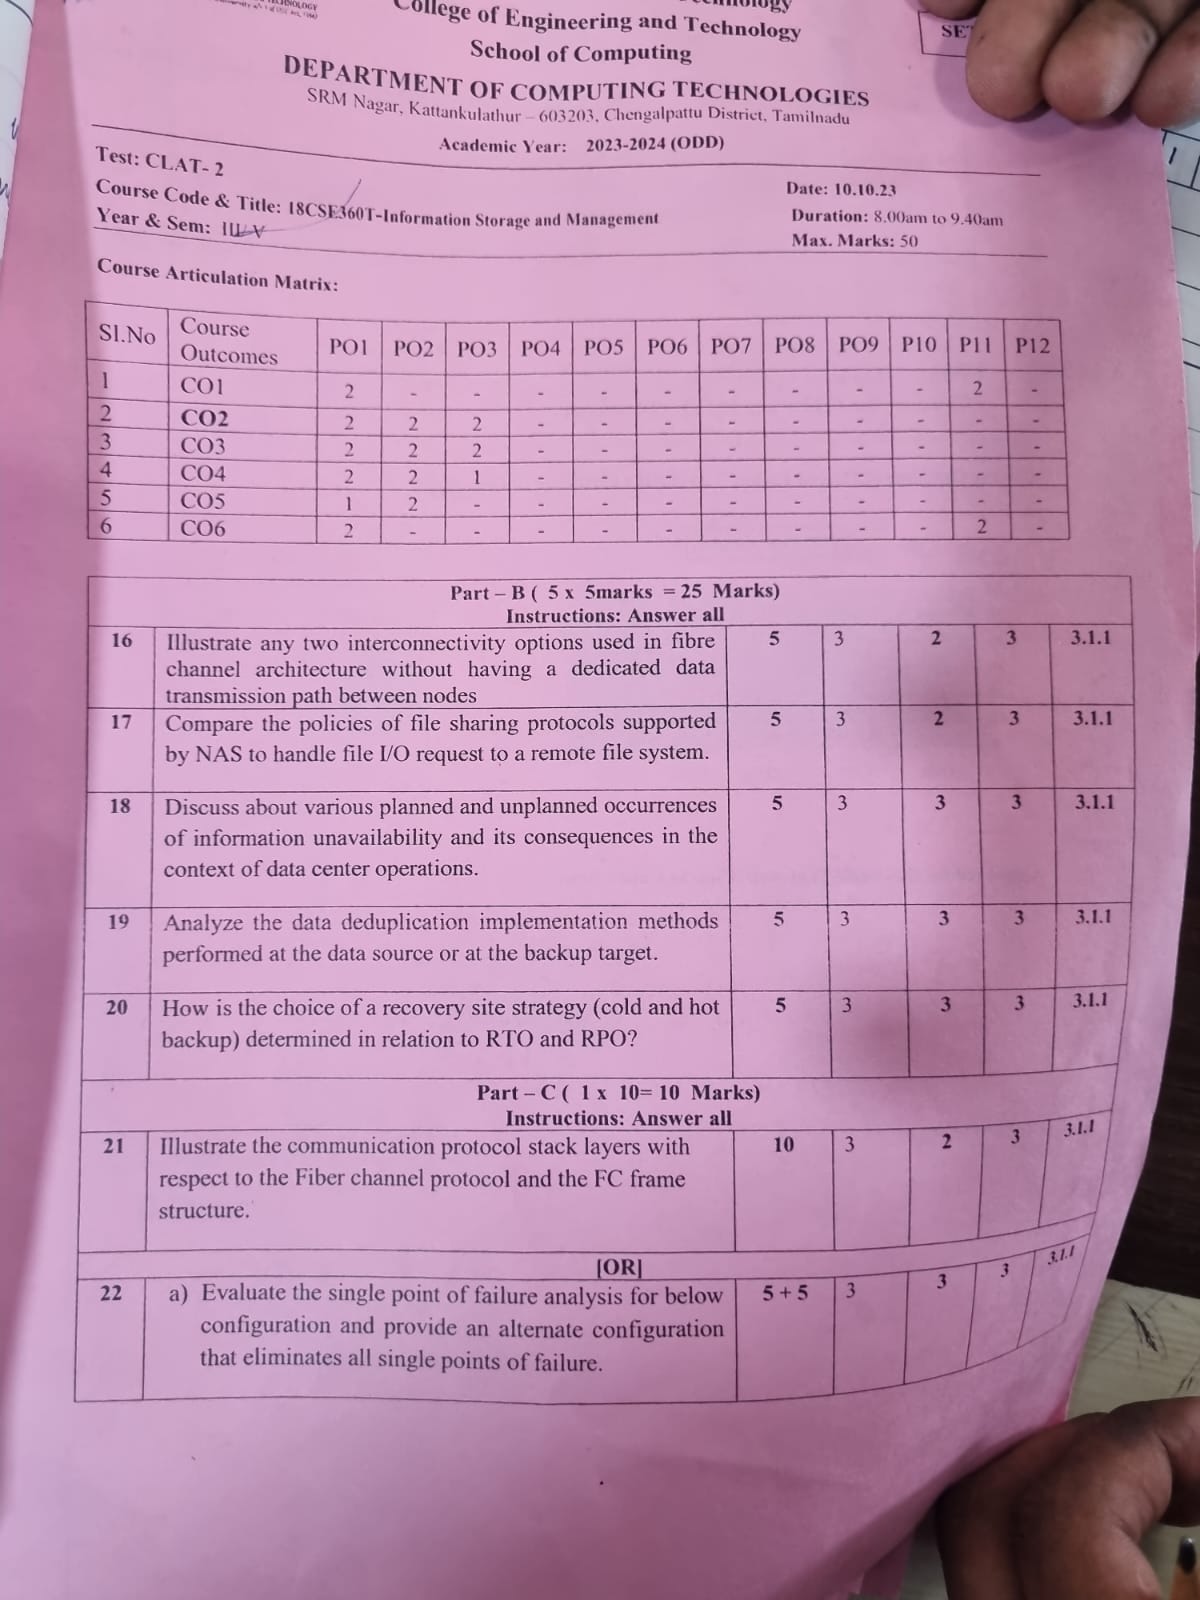 College of Engineering and Technology
School of Computing
DEPARTMENT OF COMPUTING TECHNOLOGIES
SRM Nagar, Kattankulathur – 603203, Chengalpattu District, Tamilnadu
Academic Year: 2023-2024 (ODD)
Test: CLAT- 2
Date: 10.10.23
Course Code & Title: 18CSE360T-Information Storage and Management
Duration: 8.00am to 9.40am
Year & Sem: III/V
Max. Marks: 50
Course Articulation Matrix:
Sl.No Course Outcomes PO1 PO2 PO3 PO4 PO5 PO6 PO7 PO8 PO9 P10 P11 P12
1 CO1 2 - - - - - - - - - 2 -
2 CO2 2 2 2 - - - - - - - - -
3 CO3 2 2 2 - - - - - - - - -
4 CO4 2 2 1 - - - - - - - - -
5 CO5 1 2 - - - - - - - - - -
6 CO6 2 - - - - - - - - - 2 -
Part – B ( 5 x 5marks = 25 Marks)
Instructions: Answer all
16 Illustrate any two interconnectivity options used in fibre 5 3 2 3 3.1.1
channel architecture without having a dedicated data
transmission path between nodes
17 Compare the policies of file sharing protocols supported 5 3 2 3 3.1.1
by NAS to handle file I/O request to a remote file system.
18 Discuss about various planned and unplanned occurrences 5 3 3 3 3.1.1
of information unavailability and its consequences in the
context of data center operations.
19 Analyze the data deduplication implementation methods 5 3 3 3 3.1.1
performed at the data source or at the backup target.
20 How is the choice of a recovery site strategy (cold and hot 5 3 3 3 3.1.1
backup) determined in relation to RTO and RPO?
Part – C ( 1 x 10= 10 Marks)
Instructions: Answer all
21 Illustrate the communication protocol stack layers with 10 3 2 3 3.1.1
respect to the Fiber channel protocol and the FC frame
structure.
[OR]
22 a) Evaluate the single point of failure analysis for below 5 + 5 3 3 3 3.1.1
configuration and provide an alternate configuration
that eliminates all single points of failure.